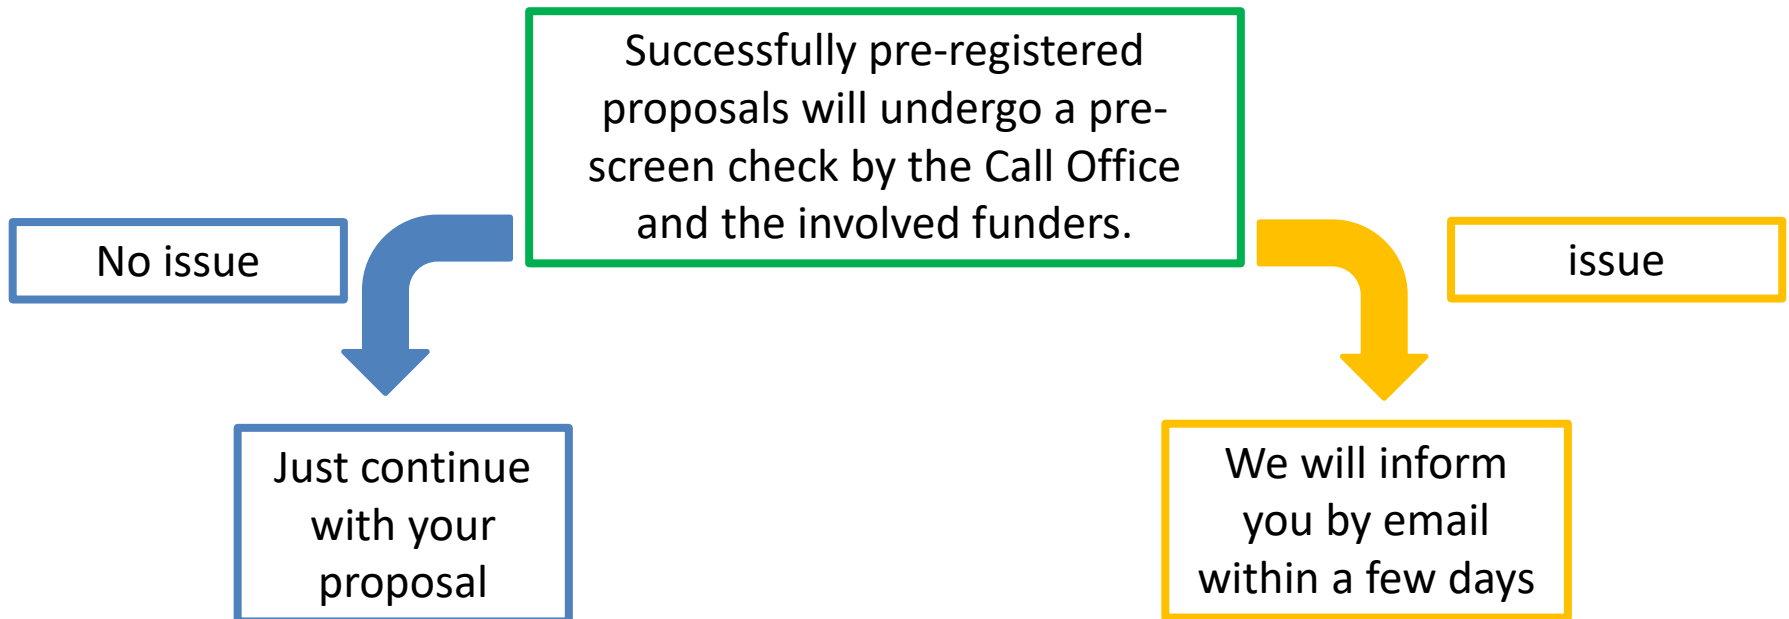 Successfully pre-registered
proposals will undergo a pre-
screen check by the Call Office
and the involved funders.
No issue
issue
Just continue
with your
proposal
We will inform
you by email
within a few days